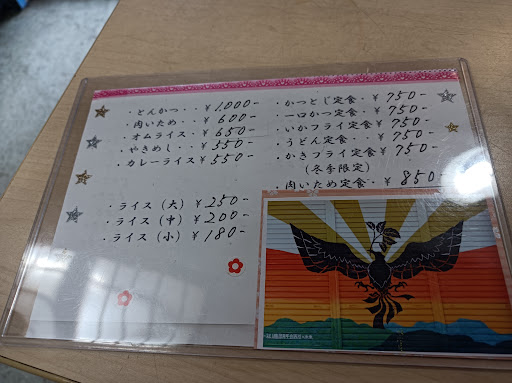 ・とんかつ・・¥1,000-
・肉いため・・¥600-
・オムライス・¥650-
・やきめし・・¥550-
・カレーライス¥550-
・ライス（大）¥250-
・ライス（中）¥200-
・ライス（小）¥180-
・かつとじ定食・¥750-
・一口かつ定食・¥750-
・いかフライ定食¥750-
・うどん定食・・¥750-
・かきフライ定食¥750-
（冬季限定）
・肉いため定食・¥850-